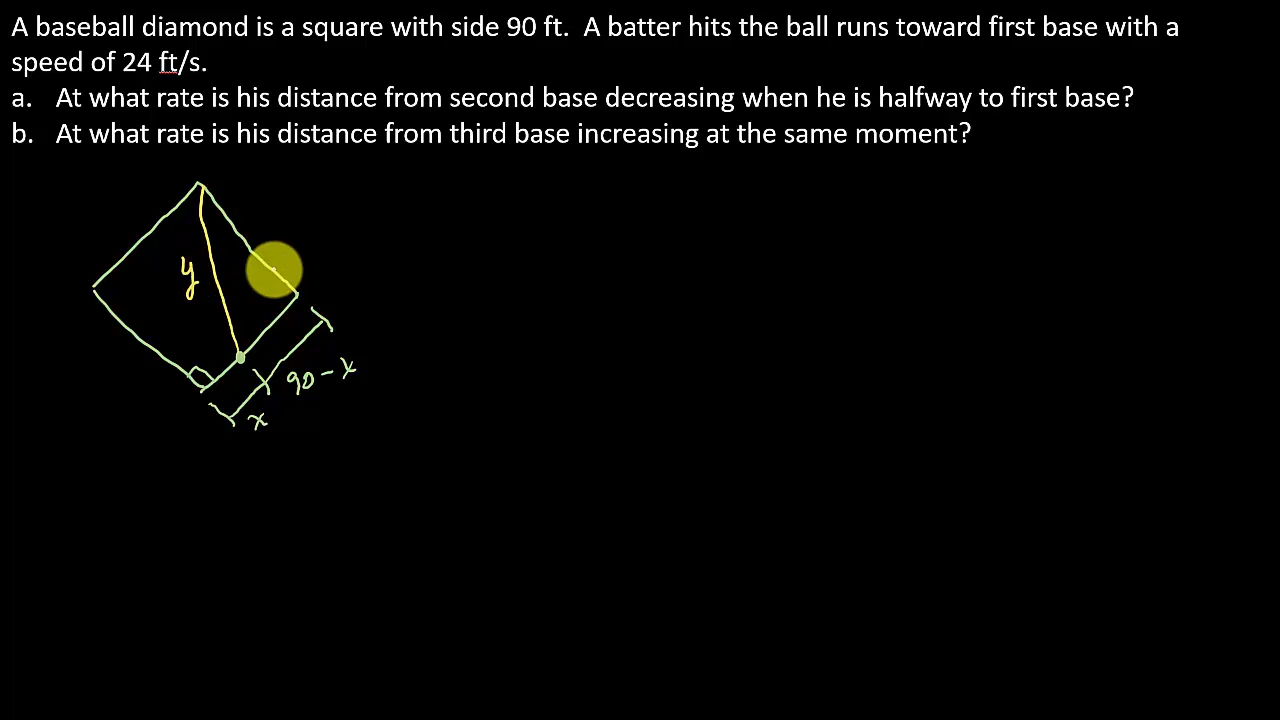 A baseball diamond is a square with side 90 ft.  A batter hits the ball runs toward first base with a
speed of 24 ft/s.
a. At what rate is his distance from second base decreasing when he is halfway to first base?
b. At what rate is his distance from third base increasing at the same moment?
y
90 - x
x